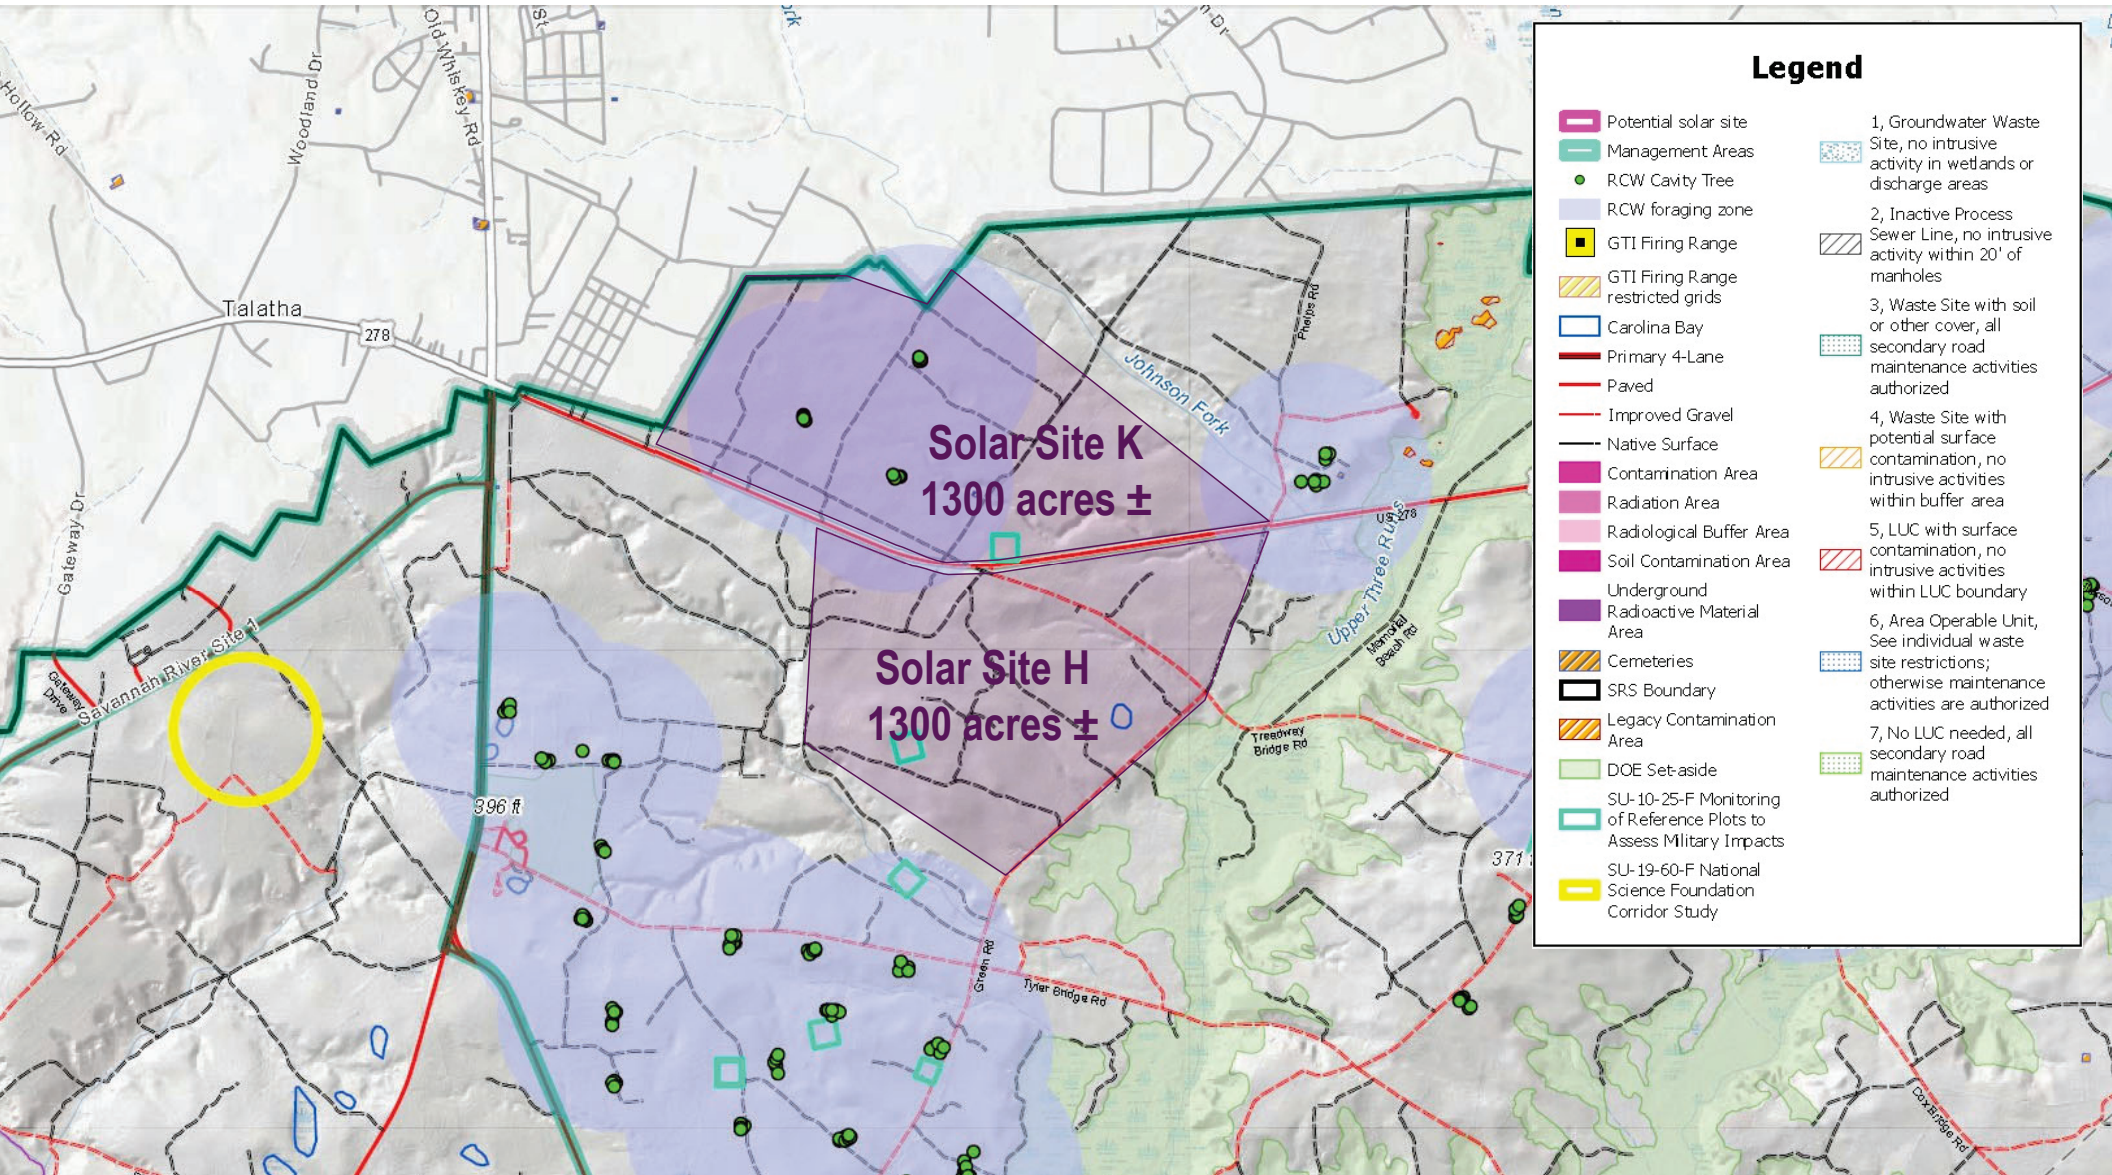 Hollow Rd
Woodland Dr
Old Whiskey Rd
St
Talatha
278
Gateway Dr
Gateway
Drive
Savannah River Site 1
396 ft
Solar Site K
1300 acres ±
Solar Site H
1300 acres ±
Johnson Fork
Phelps Rd
US 278
Upper Three Runs
Memorial
Beach Rd
Treadway
Bridge Rd
Green Rd
Tyler Bridge Rd
371
Cox Bridge Rd
Legend
Potential solar site
Management Areas
RCW Cavity Tree
RCW foraging zone
GTI Firing Range
GTI Firing Range
restricted grids
Carolina Bay
Primary 4-Lane
Paved
Improved Gravel
Native Surface
Contamination Area
Radiation Area
Radiological Buffer Area
Soil Contamination Area
Underground
Radioactive Material
Area
Cemeteries
SRS Boundary
Legacy Contamination
Area
DOE Set-aside
SU-10-25-F Monitoring
of Reference Plots to
Assess Military Impacts
SU-19-60-F National
Science Foundation
Corridor Study
1, Groundwater Waste
Site, no intrusive
activity in wetlands or
discharge areas
2, Inactive Process
Sewer Line, no intrusive
activity within 20' of
manholes
3, Waste Site with soil
or other cover, all
secondary road
maintenance activities
authorized
4, Waste Site with
potential surface
contamination, no
intrusive activities
within buffer area
5, LUC with surface
contamination, no
intrusive activities
within LUC boundary
6, Area Operable Unit,
See individual waste
site restrictions;
otherwise maintenance
activities are authorized
7, No LUC needed, all
secondary road
maintenance activities
authorized